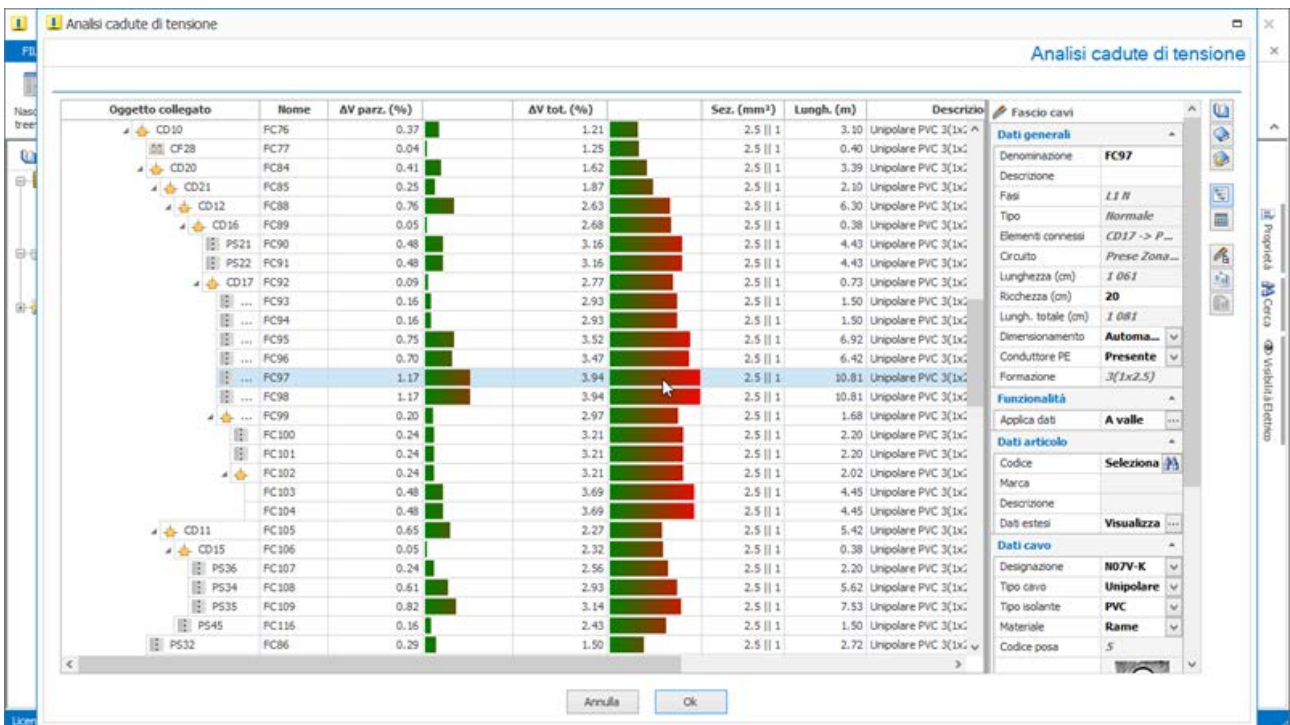 Analisi cadute di tensione
Analisi cadute di tensione
Oggetto collegato Nome ΔV parz. (%) ΔV tot. (%) Sez. (mm²) Lungh. (m) Descrizio
CD10 FC76 0.37 1.21 2.5 || 1 3.10 Unipolare PVC 3(1x2
CF28 FC77 0.04 1.25 2.5 || 1 0.40 Unipolare PVC 3(1x2
CD20 FC84 0.41 1.62 2.5 || 1 3.39 Unipolare PVC 3(1x2
CD21 FC85 0.25 1.87 2.5 || 1 2.10 Unipolare PVC 3(1x2
CD12 FC88 0.76 2.63 2.5 || 1 6.30 Unipolare PVC 3(1x2
CD16 FC89 0.05 2.68 2.5 || 1 0.38 Unipolare PVC 3(1x2
PS21 FC90 0.48 3.16 2.5 || 1 4.43 Unipolare PVC 3(1x2
PS22 FC91 0.48 3.16 2.5 || 1 4.43 Unipolare PVC 3(1x2
CD17 FC92 0.09 2.77 2.5 || 1 0.73 Unipolare PVC 3(1x2
... FC93 0.16 2.93 2.5 || 1 1.50 Unipolare PVC 3(1x2
... FC94 0.16 2.93 2.5 || 1 1.50 Unipolare PVC 3(1x2
... FC95 0.75 3.52 2.5 || 1 6.92 Unipolare PVC 3(1x2
... FC96 0.70 3.47 2.5 || 1 6.42 Unipolare PVC 3(1x2
... FC97 1.17 3.94 2.5 || 1 10.81 Unipolare PVC 3(1x2
... FC98 1.17 3.94 2.5 || 1 10.81 Unipolare PVC 3(1x2
... FC99 0.20 2.97 2.5 || 1 1.68 Unipolare PVC 3(1x2
FC100 0.24 3.21 2.5 || 1 2.20 Unipolare PVC 3(1x2
FC101 0.24 3.21 2.5 || 1 2.20 Unipolare PVC 3(1x2
FC102 0.24 3.21 2.5 || 1 2.02 Unipolare PVC 3(1x2
FC103 0.48 3.69 2.5 || 1 4.45 Unipolare PVC 3(1x2
FC104 0.48 3.69 2.5 || 1 4.45 Unipolare PVC 3(1x2
CD11 FC105 0.65 2.27 2.5 || 1 5.42 Unipolare PVC 3(1x2
CD15 FC106 0.05 2.32 2.5 || 1 0.38 Unipolare PVC 3(1x2
PS36 FC107 0.24 2.56 2.5 || 1 2.20 Unipolare PVC 3(1x2
PS34 FC108 0.61 2.93 2.5 || 1 5.62 Unipolare PVC 3(1x2
PS35 FC109 0.82 3.14 2.5 || 1 7.53 Unipolare PVC 3(1x2
PS45 FC116 0.16 2.43 2.5 || 1 1.50 Unipolare PVC 3(1x2
PS32 FC86 0.29 1.50 2.5 || 1 2.72 Unipolare PVC 3(1x2
Fascio cavi
Dati generali
Denominazione FC97
Descrizione
Fasi L1 N
Tipo Normale
Elementi connessi CD17 -> P...
Circuito Prese Zona...
Lunghezza (cm) 1 061
Ricchezza (cm) 20
Lungh. totale (cm) 1 081
Dimensionamento Automa...
Conduttore PE Presente
Formazione 3(1x2.5)
Funzionalità
Applica dati A valle ...
Dati articolo
Codice Seleziona
Marca
Descrizione
Dati estesi Visualizza ...
Dati cavo
Designazione N07V-K
Tipo cavo Unipolare
Tipo isolante PVC
Materiale Rame
Codice posa 5
Annulla Ok
FIL
Nasc
tree
Licen
Proprietà
Cerca
Visibilità Elettrico